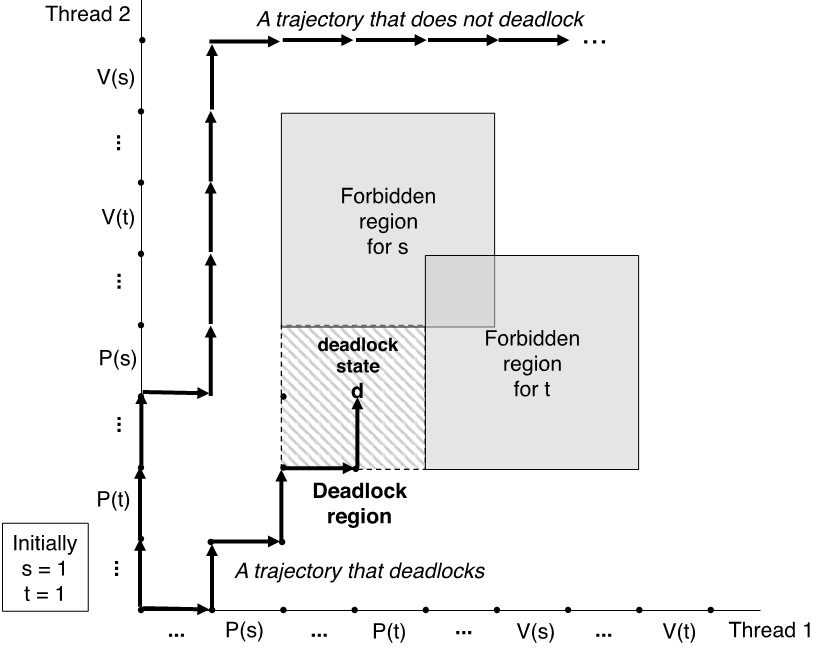 Thread 2
A trajectory that does not deadlock
...
V(s)
...
V(t)
...
P(s)
...
P(t)
...
Forbidden
region
for s
Forbidden
region
for t
deadlock
state
d
Deadlock
region
A trajectory that deadlocks
Initially
s = 1
t = 1
... P(s) ... P(t) ... V(s) ... V(t) Thread 1